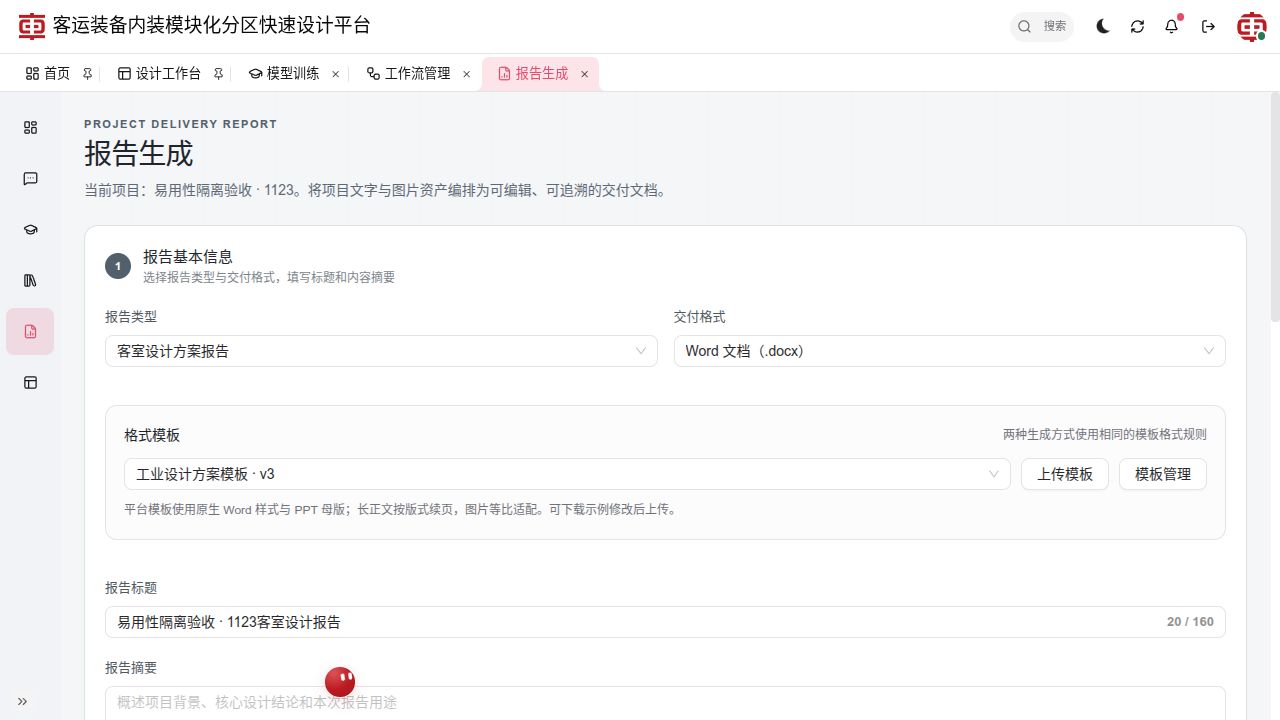 客运装备内装模块化分区快速设计平台
搜索
首页
设计工作台
模型训练
工作流管理
报告生成
PROJECT DELIVERY REPORT
报告生成
当前项目：易用性隔离验收 · 1123。将项目文字与图片资产编排为可编辑、可追溯的交付文档。
1
报告基本信息
选择报告类型与交付格式，填写标题和内容摘要
报告类型
交付格式
客室设计方案报告
Word 文档（.docx）
格式模板
两种生成方式使用相同的模板格式规则
工业设计方案模板 · v3
上传模板
模板管理
平台模板使用原生 Word 样式与 PPT 母版；长正文按版式续页，图片等比适配。可下载示例修改后上传。
报告标题
易用性隔离验收 · 1123客室设计报告
20 / 160
报告摘要
概述项目背景、核心设计结论和本次报告用途